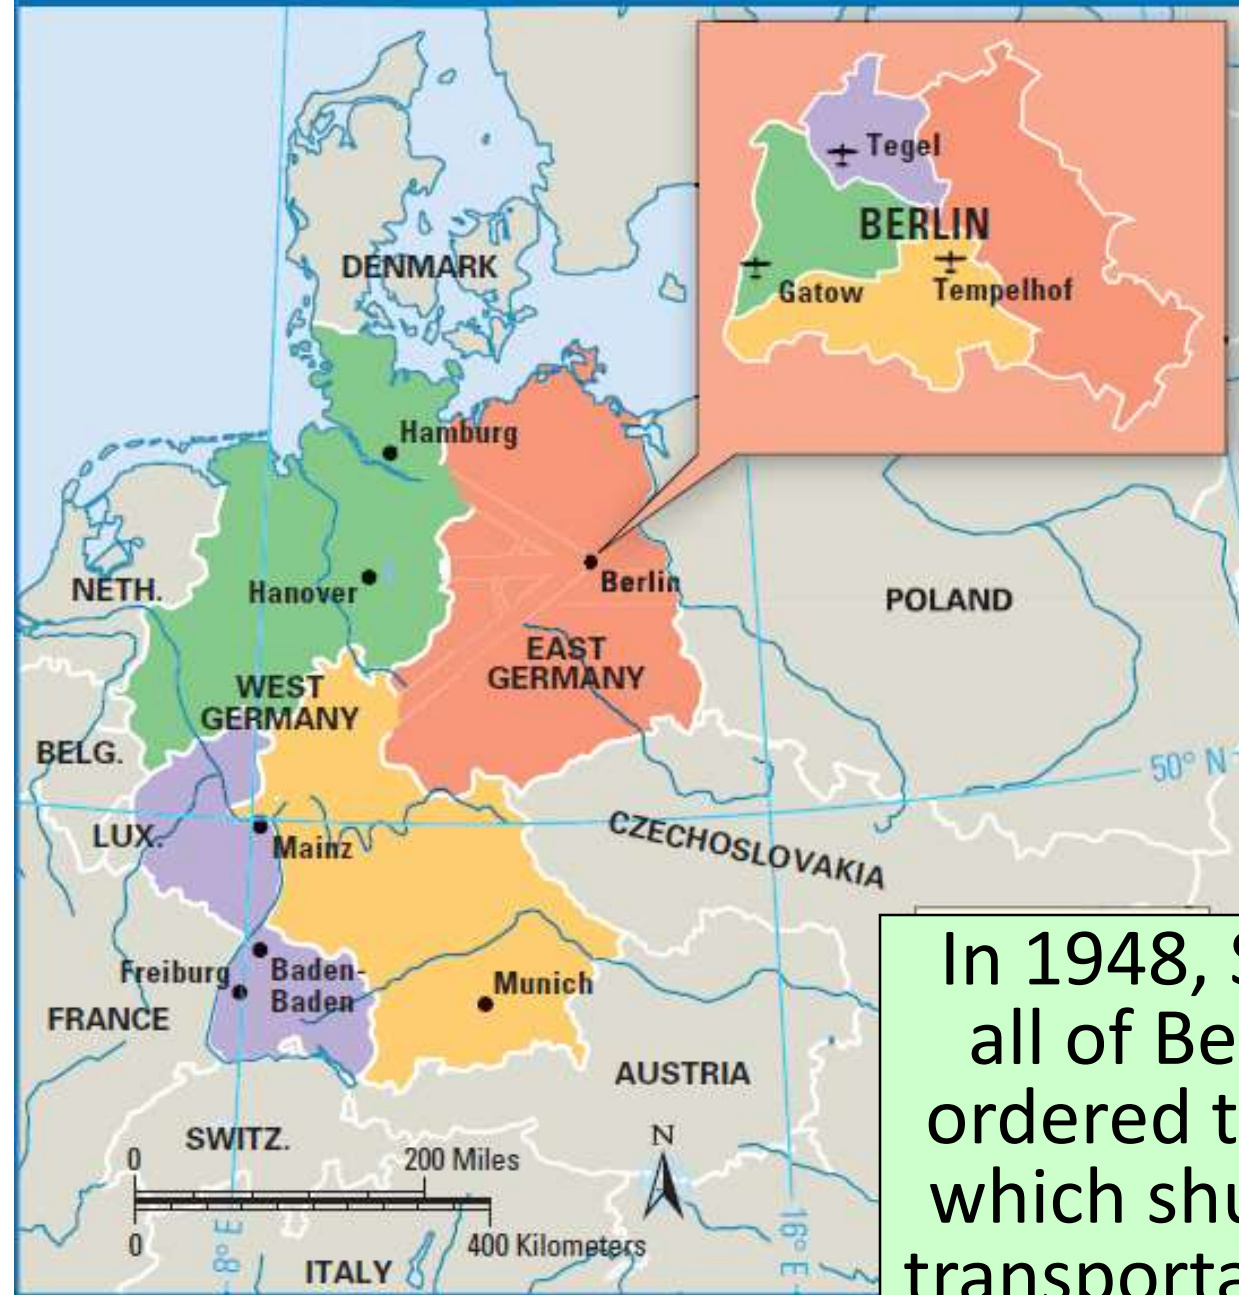 Tegel
BERLIN
Gatow
Tempelhof
DENMARK
Hamburg
NETH.
Hanover
Berlin
POLAND
EAST
GERMANY
WEST
GERMANY
BELG.
50° N
LUX.
Mainz
CZECHOSLOVAKIA
Freiburg
Baden-
Baden
Munich
FRANCE
AUSTRIA
SWITZ.
N
0
200 Miles
0
400 Kilometers
8° E
16° E
ITALY
In 1948, S
all of Be
ordered t
which shu
transporta